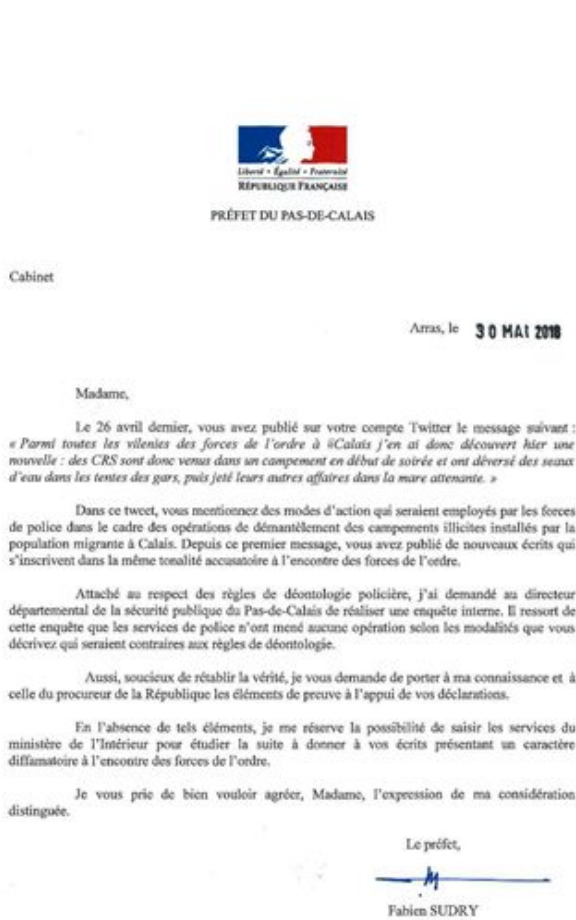 Liberté • Égalité • Fraternité
RÉPUBLIQUE FRANÇAISE
PRÉFET DU PAS-DE-CALAIS
Cabinet
Arras, le 30 MAI 2018
Madame,
Le 26 avril dernier, vous avez publié sur votre compte Twitter le message suivant :
« Parmi toutes les vilenies des forces de l'ordre à #Calais j'en ai donc découvert hier une
nouvelle : des CRS sont donc venus dans un campement en début de soirée et ont déversé des seaux
d'eau dans les tentes des gars, puis jeté leurs autres affaires dans la mare attenante. »
Dans ce tweet, vous mentionnez des modes d'action qui seraient employés par les forces
de police dans le cadre des opérations de démantèlement des campements illicites installés par la
population migrante à Calais. Depuis ce premier message, vous avez publié de nouveaux écrits qui
s'inscrivent dans la même tonalité accusatoire à l'encontre des forces de l'ordre.
Attaché au respect des règles de déontologie policière, j'ai demandé au directeur
départemental de la sécurité publique du Pas-de-Calais de réaliser une enquête interne. Il ressort de
cette enquête que les services de police n'ont mené aucune opération selon les modalités que vous
décrivez qui seraient contraires aux règles de déontologie.
Aussi, soucieux de rétablir la vérité, je vous demande de porter à ma connaissance et à
celle du procureur de la République les éléments de preuve à l'appui de vos déclarations.
En l'absence de tels éléments, je me réserve la possibilité de saisir les services du
ministère de l'Intérieur pour étudier la suite à donner à vos écrits présentant un caractère
diffamatoire à l'encontre des forces de l'ordre.
Je vous prie de bien vouloir agréer, Madame, l'expression de ma considération
distinguée.
Le préfet,
Fabien SUDRY